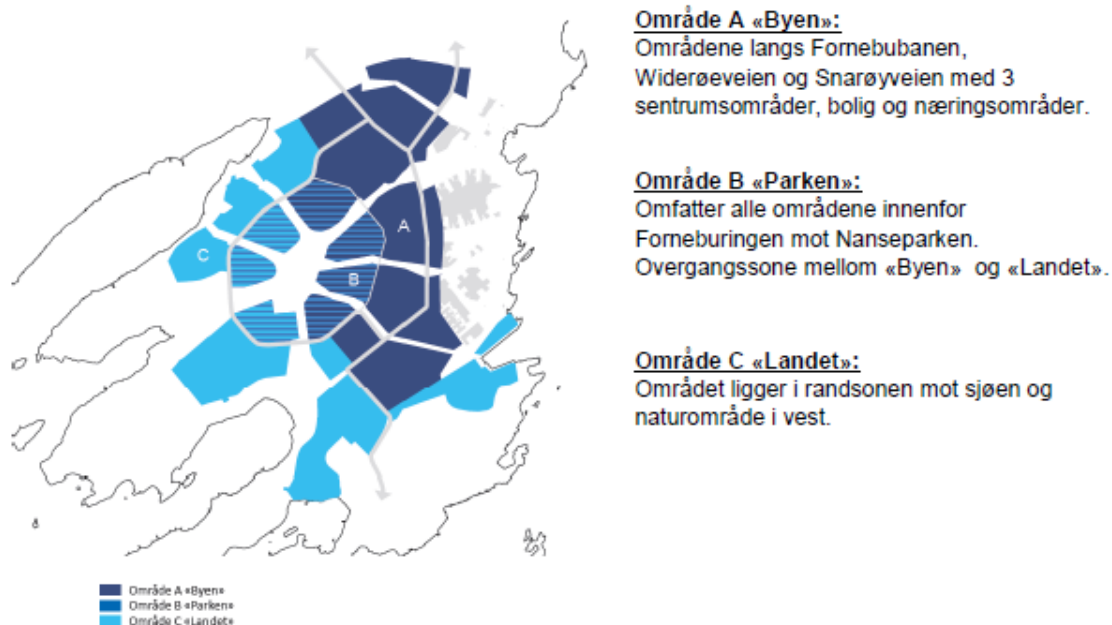 Område A «Byen»:
Områdene langs Fornebubanen,
Widerøeveien og Snarøyveien med 3
sentrumsområder, bolig og næringsområder.
Område B «Parken»:
Omfatter alle områdene innenfor
Forneburingen mot Nanseparken.
Overgangssone mellom «Byen» og «Landet».
Område C «Landet»:
Området ligger i randsonen mot sjøen og
naturområde i vest.
A
C
B
Område A «Byen»
Område B «Parken»
Område C «Landet»